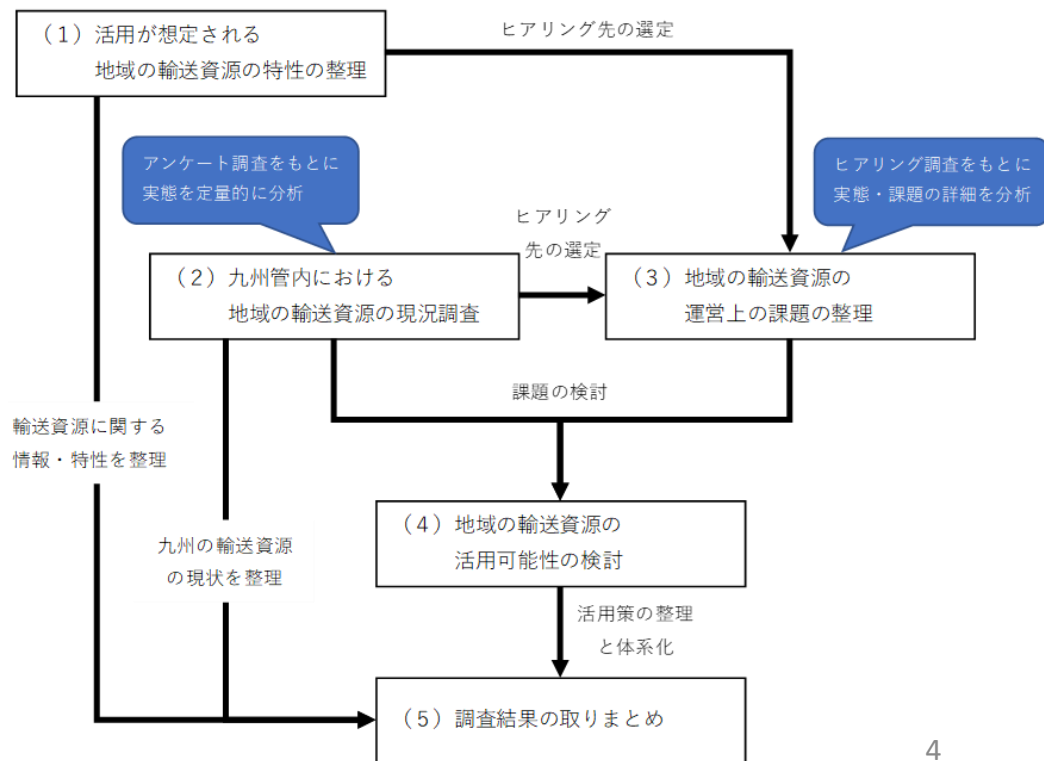 （１）活用が想定される
地域の輸送資源の特性の整理
ヒアリング先の選定
アンケート調査をもとに
実態を定量的に分析
ヒアリング調査をもとに
実態・課題の詳細を分析
ヒアリング
先の選定
（２）九州管内における
地域の輸送資源の現況調査
（３）地域の輸送資源の
運営上の課題の整理
課題の検討
輸送資源に関する
情報・特性を整理
九州の輸送資源
の現状を整理
（４）地域の輸送資源の
活用可能性の検討
活用策の整理
と体系化
（５）調査結果の取りまとめ
4